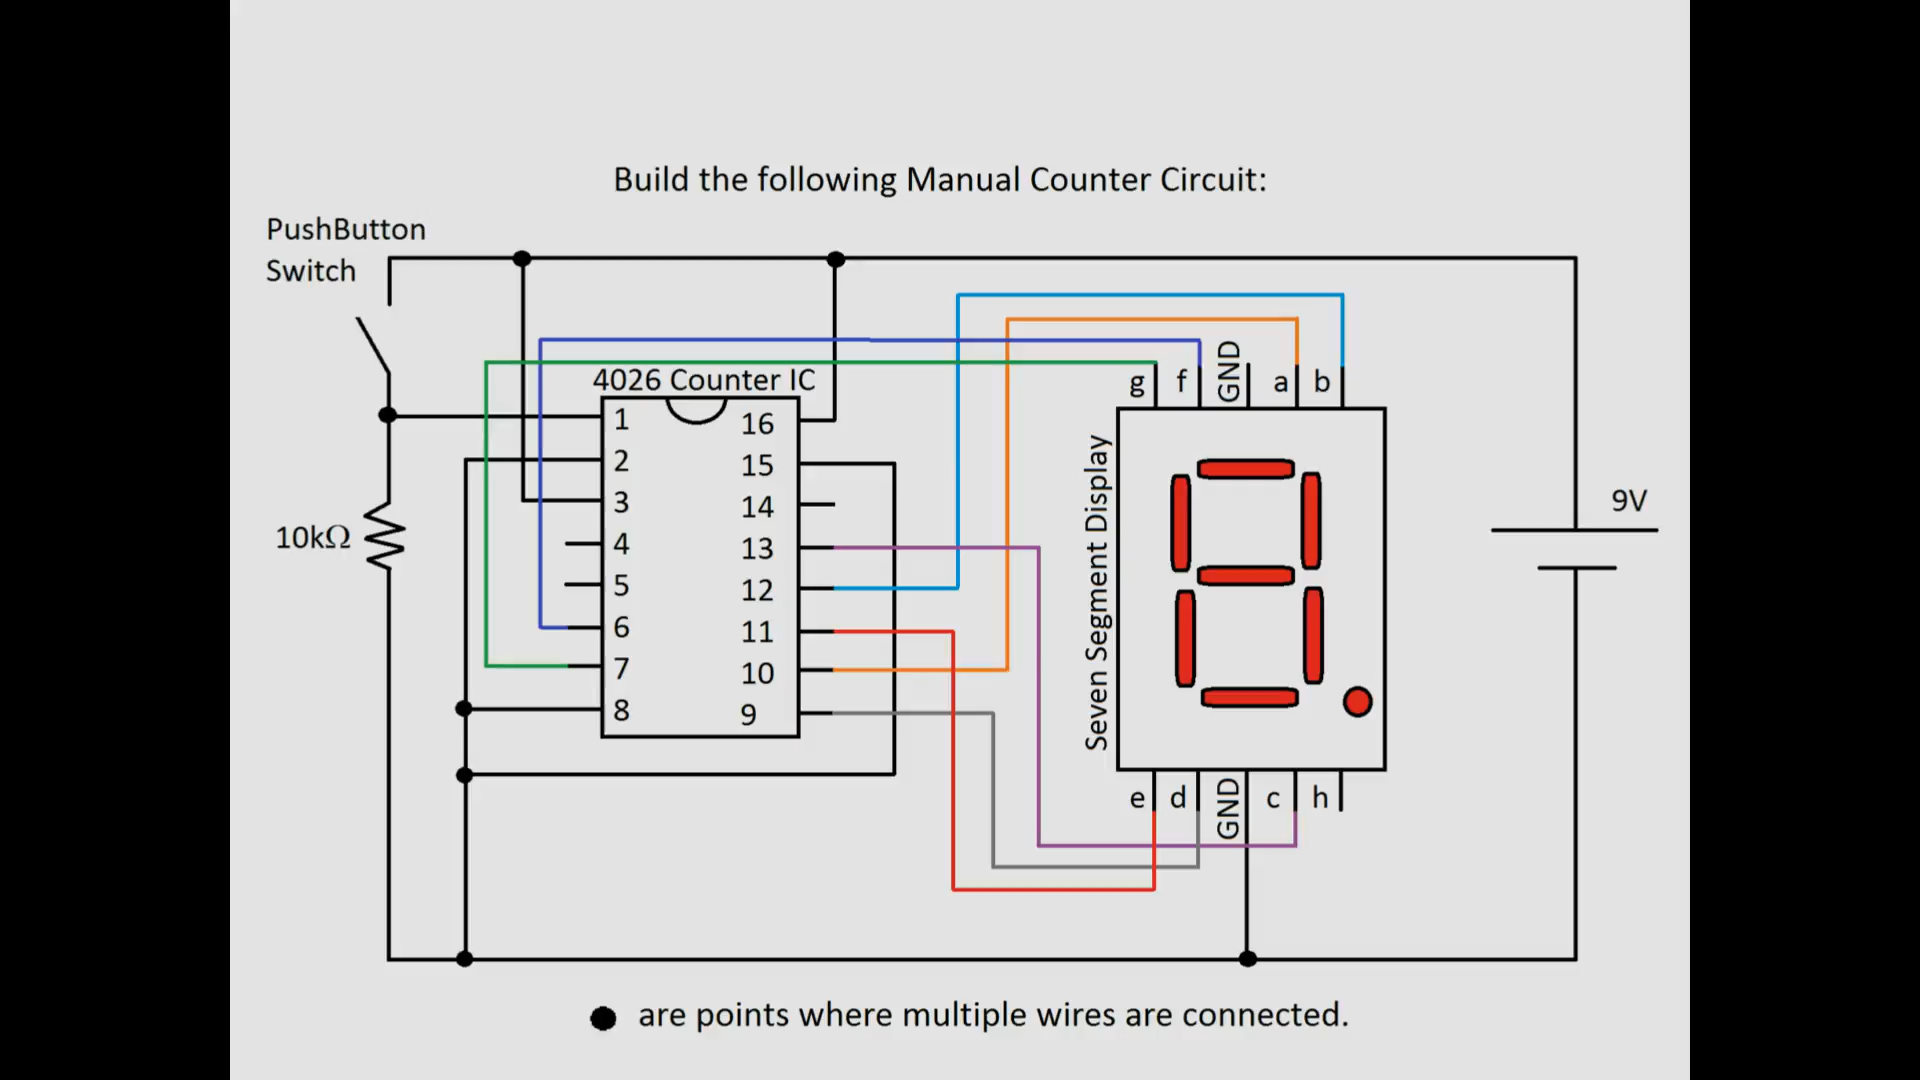 Build the following Manual Counter Circuit:
PushButton
Switch
10kΩ
4026 Counter IC
1
2
3
4
5
6
7
8
16
15
14
13
12
11
10
9
g f GND a b
Seven Segment Display
e d GND c h
9V
are points where multiple wires are connected.